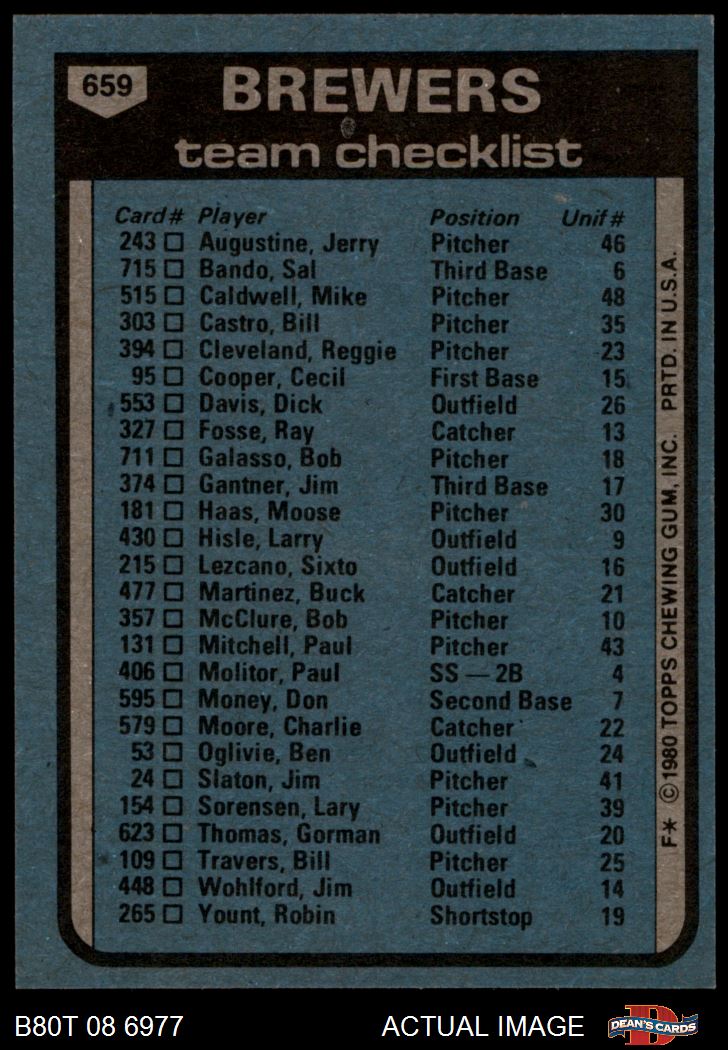 659
BREWERS
team checklist
Card # Player Position Unif #
243 □ Augustine, Jerry Pitcher 46
715 □ Bando, Sal Third Base 6
515 □ Caldwell, Mike Pitcher 48
303 □ Castro, Bill Pitcher 35
394 □ Cleveland, Reggie Pitcher 23
95 □ Cooper, Cecil First Base 15
553 □ Davis, Dick Outfield 26
327 □ Fosse, Ray Catcher 13
711 □ Galasso, Bob Pitcher 18
374 □ Gantner, Jim Third Base 17
181 □ Haas, Moose Pitcher 30
430 □ Hisle, Larry Outfield 9
215 □ Lezcano, Sixto Outfield 16
477 □ Martinez, Buck Catcher 21
357 □ McClure, Bob Pitcher 10
131 □ Mitchell, Paul Pitcher 43
406 □ Molitor, Paul SS — 2B 4
595 □ Money, Don Second Base 7
579 □ Moore, Charlie Catcher 22
53 □ Oglivie, Ben Outfield 24
24 □ Slaton, Jim Pitcher 41
154 □ Sorensen, Lary Pitcher 39
623 □ Thomas, Gorman Outfield 20
109 □ Travers, Bill Pitcher 25
448 □ Wohlford, Jim Outfield 14
265 □ Yount, Robin Shortstop 19
F* © 1980 TOPPS CHEWING GUM, INC. PRTD. IN U.S.A.
B80T 08 6977 ACTUAL IMAGE
D
DEAN'S CARDS